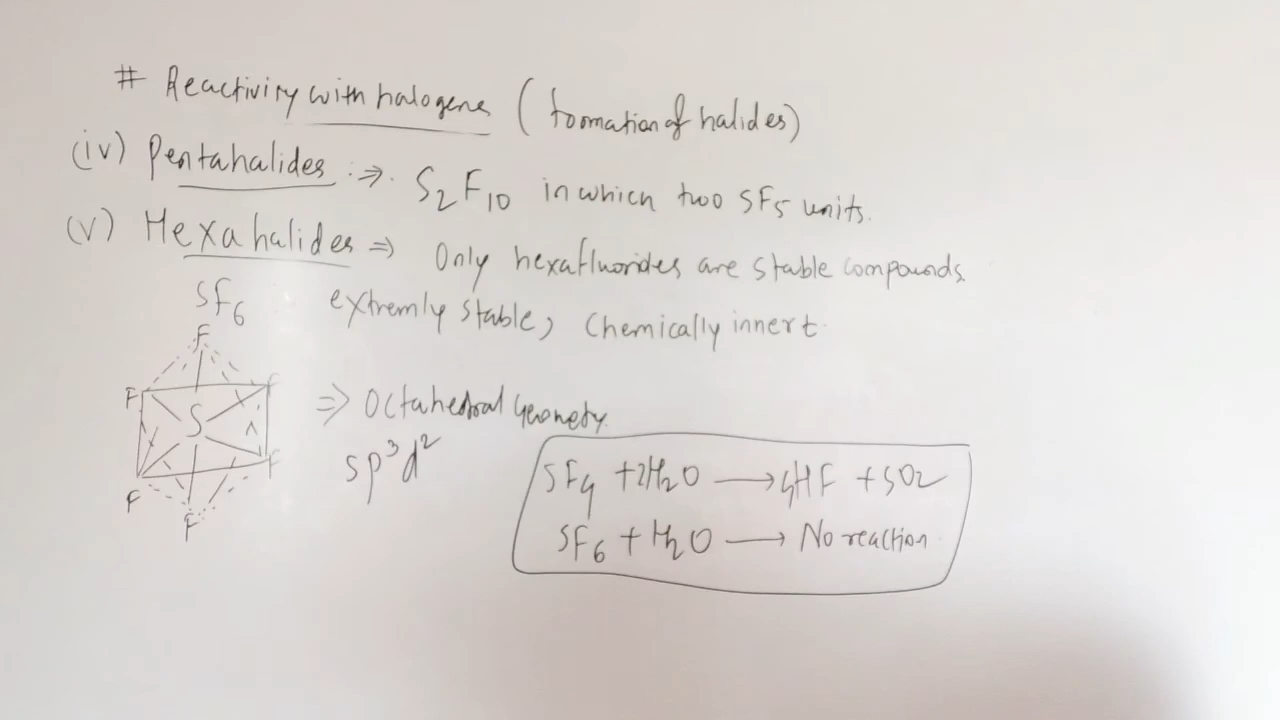 # Reactiviry with halogene (formation of halides)
(iv) Pentahalides :⇒. S2F10 in which two SF5 units.
(v) Hexahalides ⇒ Only hexafluorides are stable compounds
SF6 extremly stable, Chemically innert.
F
F F
S
F F
F
⇒ Octahedral Geometry.
sp³d²
SF4 + 2H2O ⟶ 4HF + SO2
SF6 + H2O ⟶ No reaction.